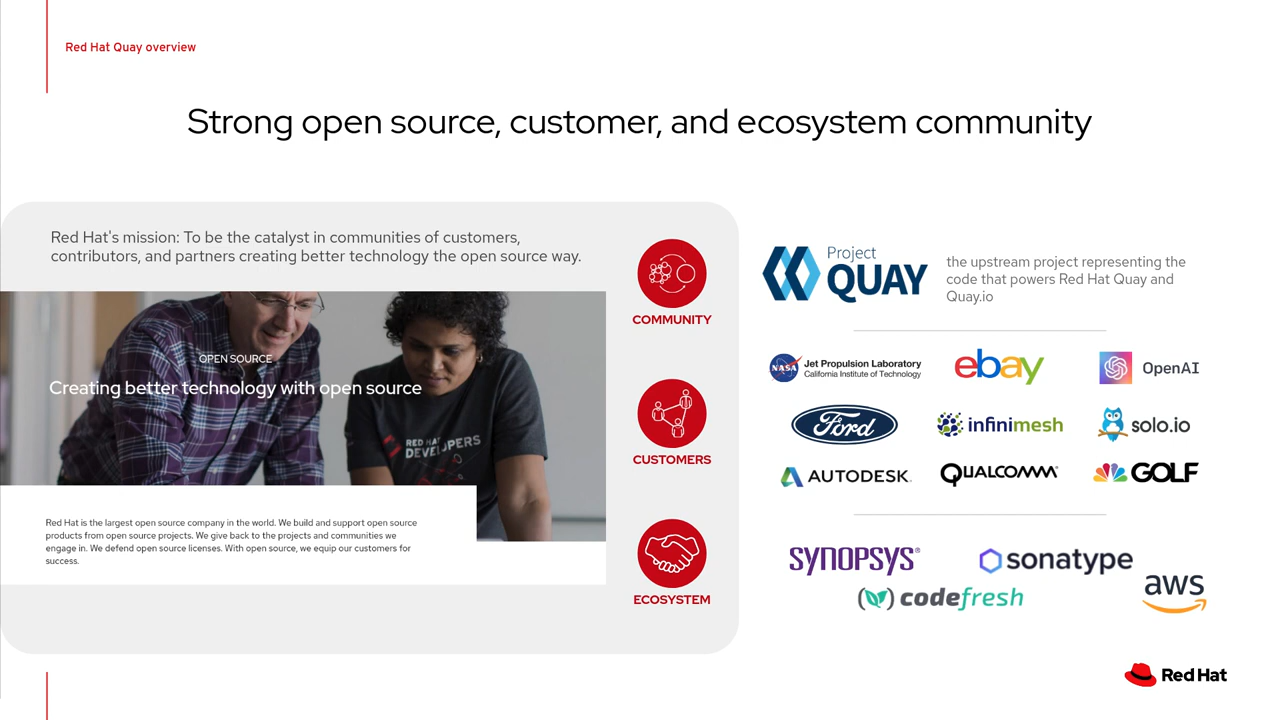 Red Hat Quay overview
Strong open source, customer, and ecosystem community
Red Hat's mission: To be the catalyst in communities of customers,
contributors, and partners creating better technology the open source way.
OPEN SOURCE
Creating better technology with open source
RED HAT
DEVELOPERS
Red Hat is the largest open source company in the world. We build and support open source
products from open source projects. We give back to the projects and communities we
engage in. We defend open source licenses. With open source, we equip our customers for
success.
COMMUNITY
CUSTOMERS
ECOSYSTEM
Project
QUAY
the upstream project representing the
code that powers Red Hat Quay and
Quay.io
NASA
Jet Propulsion Laboratory
California Institute of Technology
ebay
OpenAI
Ford
infinimesh
solo.io
AUTODESK.
QUALCOMM
GOLF
SYNOPSYS®
sonatype
codefresh
aws
Red Hat